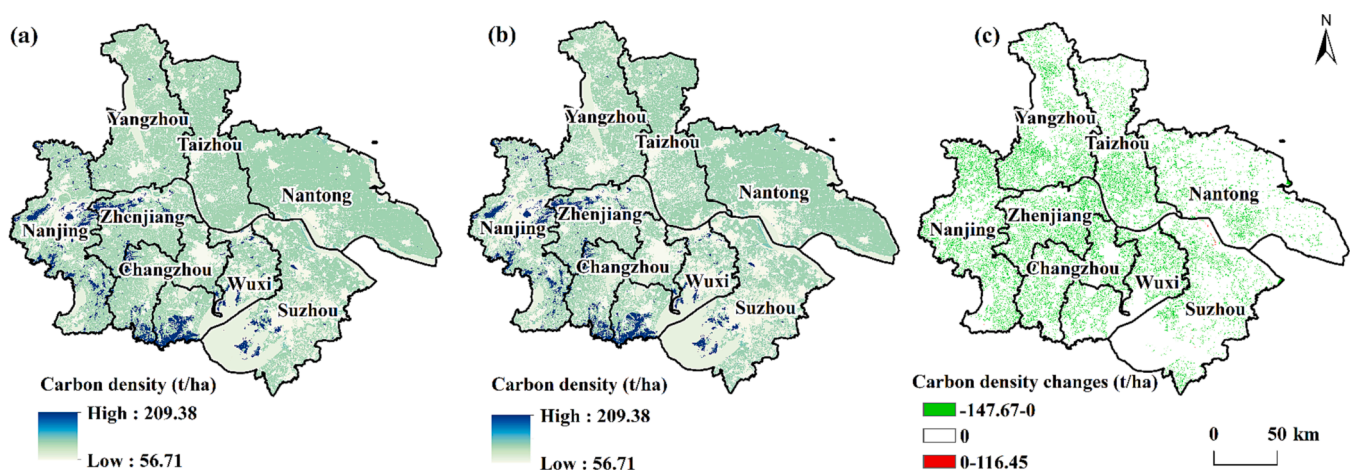 (a)
Yangzhou
Taizhou
Nantong
Zhenjiang
Nanjing
Changzhou
Wuxi
Suzhou
Carbon density (t/ha)
High : 209.38
Low : 56.71
(b)
Yangzhou
Taizhou
Nantong
Zhenjiang
Nanjing
Changzhou
Wuxi
Suzhou
Carbon density (t/ha)
High : 209.38
Low : 56.71
(c)
N
Yangzhou
Taizhou
Nantong
Zhenjiang
Nanjing
Changzhou
Wuxi
Suzhou
Carbon density changes (t/ha)
-147.67-0
0
0-116.45
0 50 km